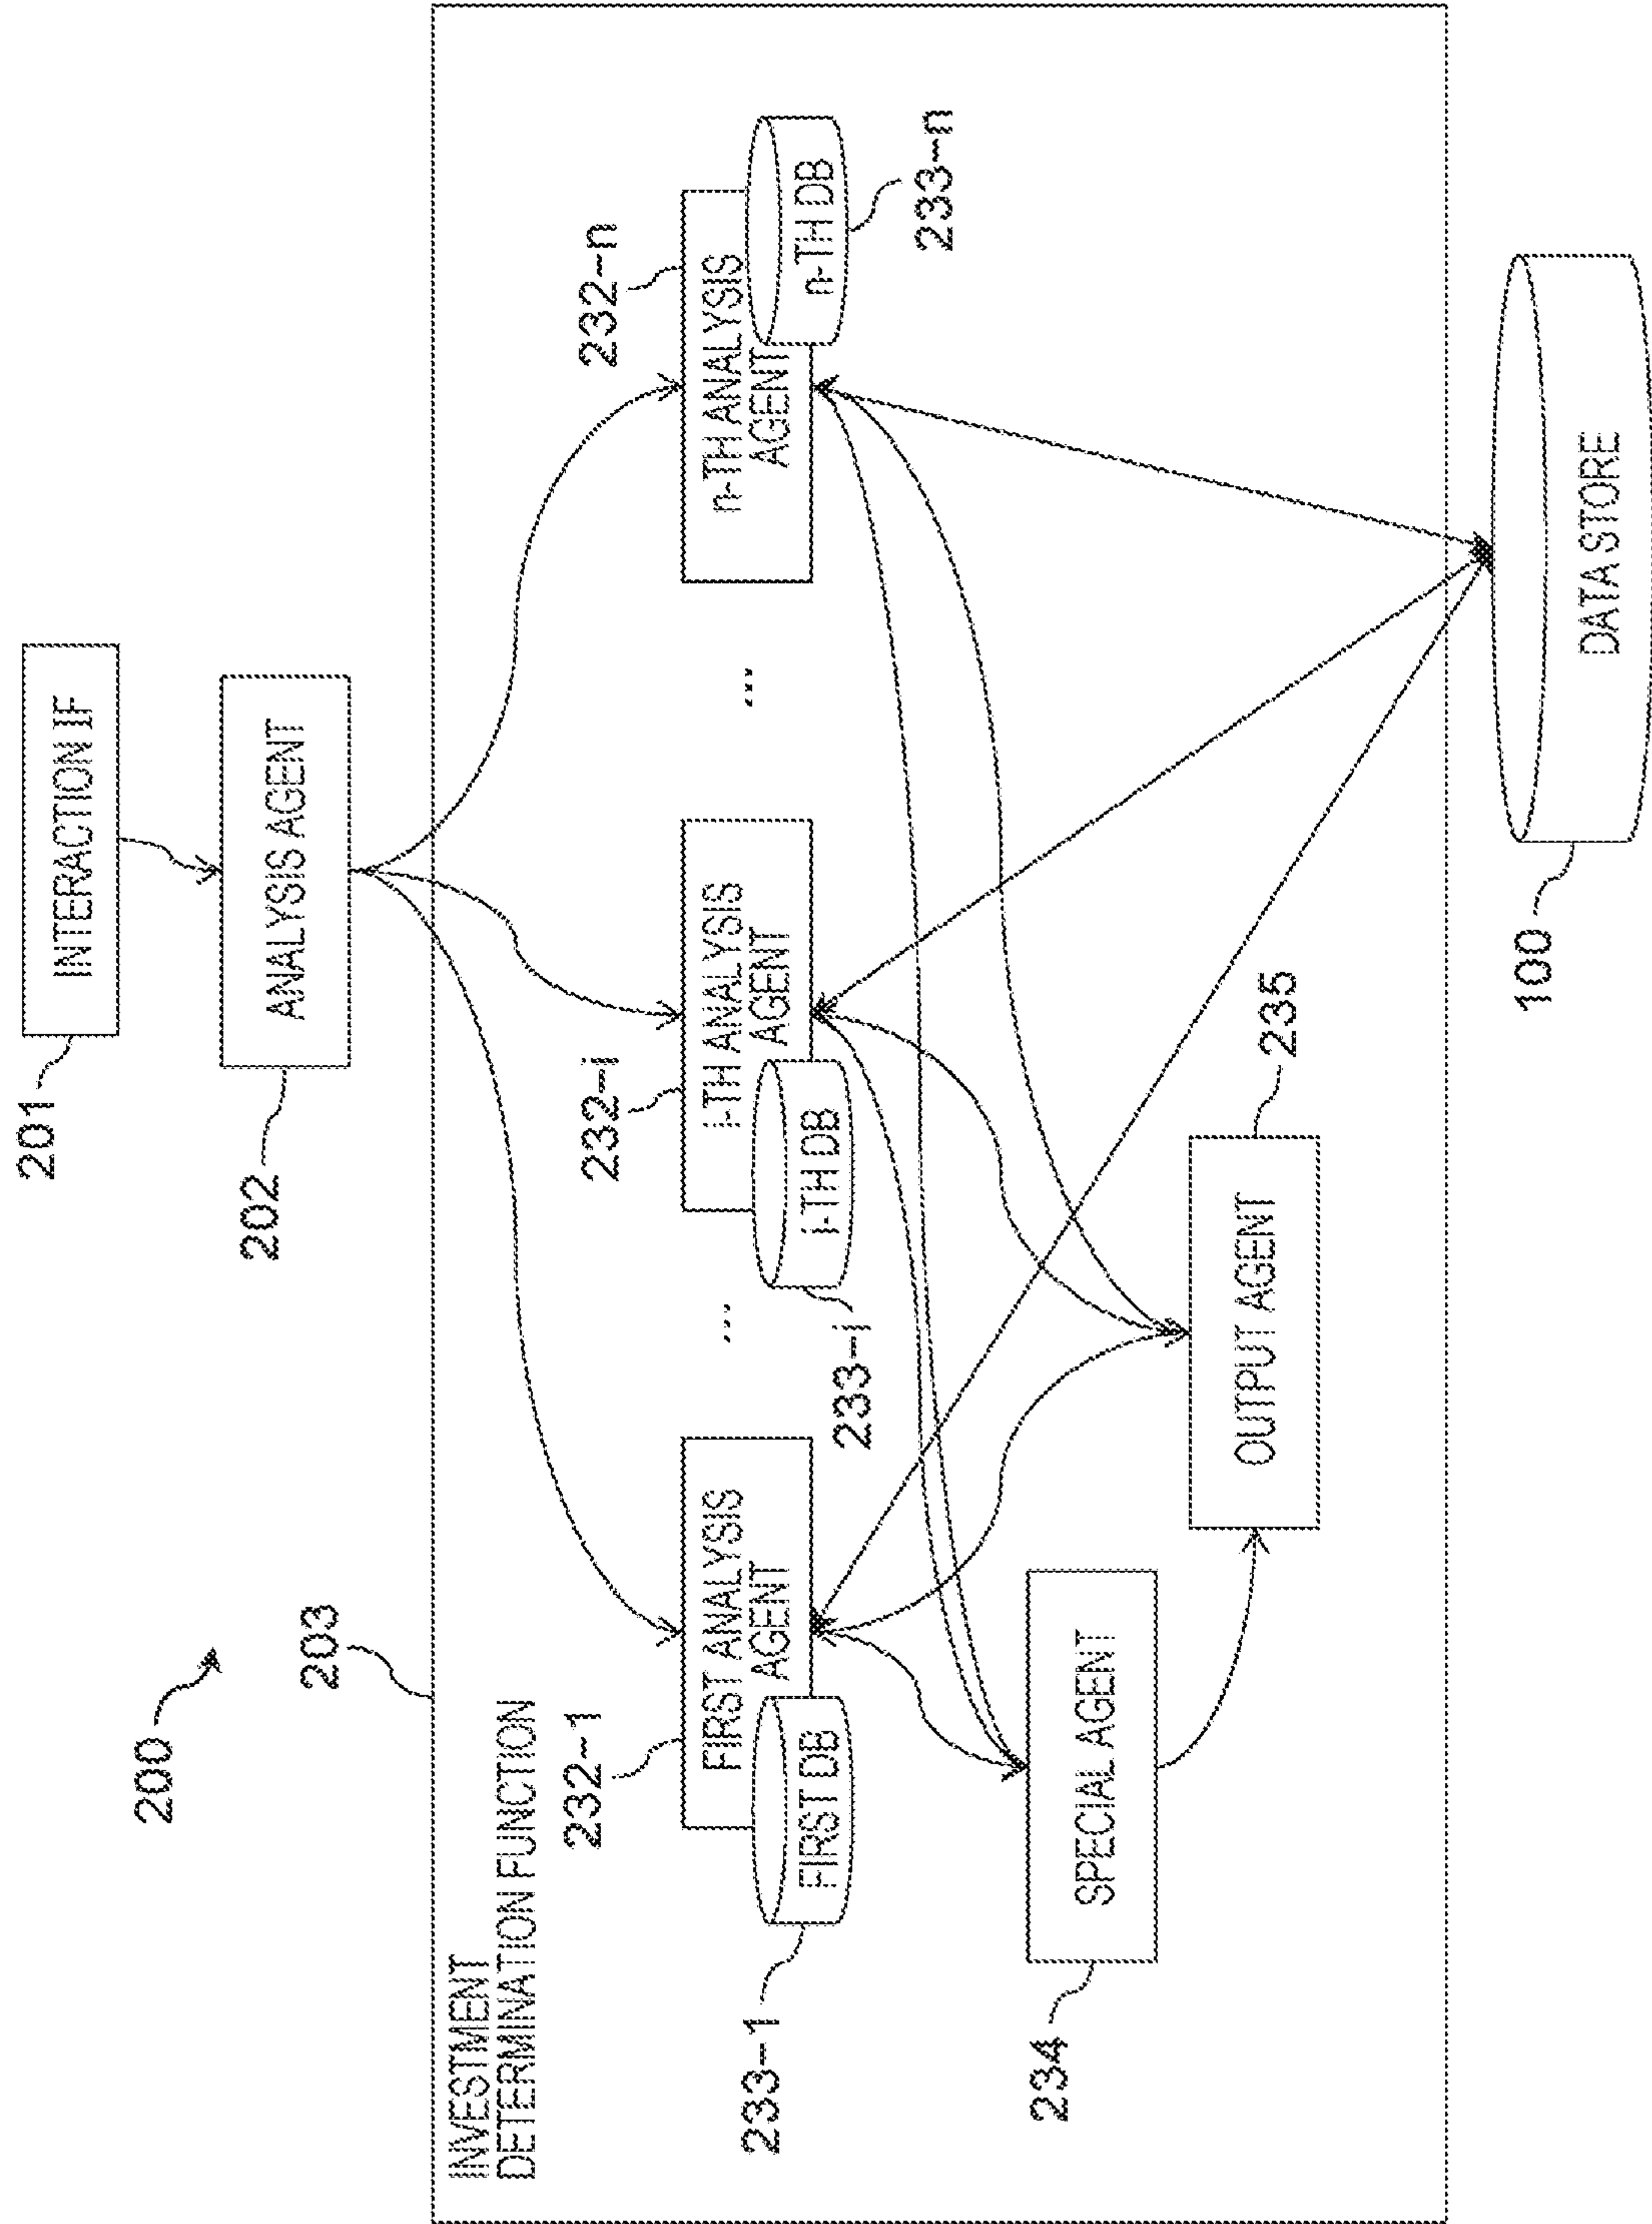 200
201
INTERACTION IF
202
ANALYSIS AGENT
203
INVESTMENT
DETERMINATION FUNCTION
232-1
FIRST ANALYSIS
AGENT
FIRST DB
233-1
...
232-i
i-TH ANALYSIS
AGENT
i-TH DB
233-i
...
232-n
n-TH ANALYSIS
AGENT
n-TH DB
233-n
234
SPECIAL AGENT
OUTPUT AGENT
235
100
DATA STORE